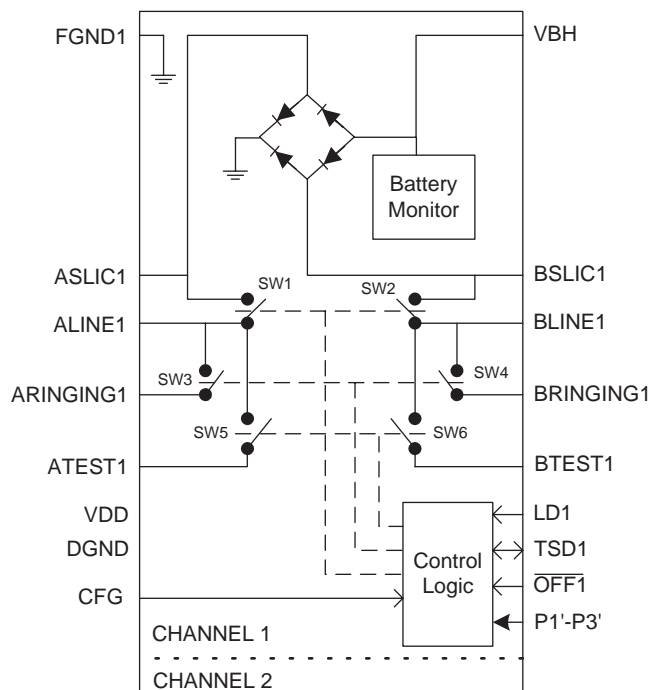 FGND1
VBH
Battery
Monitor
ASLIC1
BSLIC1
SW1
SW2
ALINE1
BLINE1
SW3
SW4
ARINGING1
BRINGING1
SW5
SW6
ATEST1
BTEST1
VDD
LD1
DGND
TSD1
Control
Logic
CFG
OFF1
P1'-P3'
CHANNEL 1
CHANNEL 2